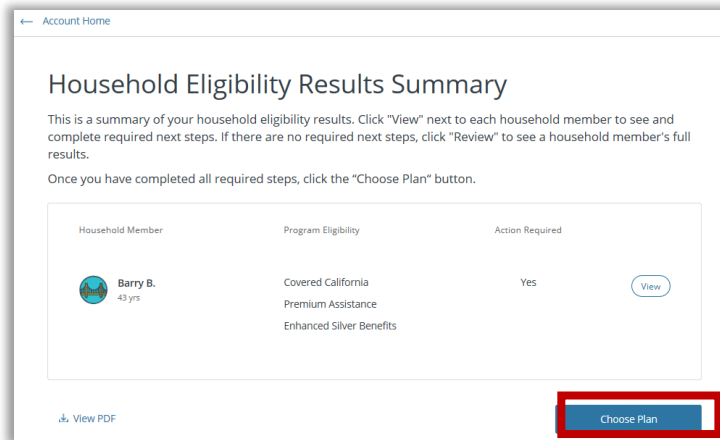 ← Account Home
Household Eligibility Results Summary
This is a summary of your household eligibility results. Click "View" next to each household member to see and
complete required next steps. If there are no required next steps, click "Review" to see a household member's full
results.
Once you have completed all required steps, click the “Choose Plan” button.
Household Member Program Eligibility Action Required
Barry B. Covered California Yes View
43 yrs Premium Assistance
Enhanced Silver Benefits
View PDF Choose Plan